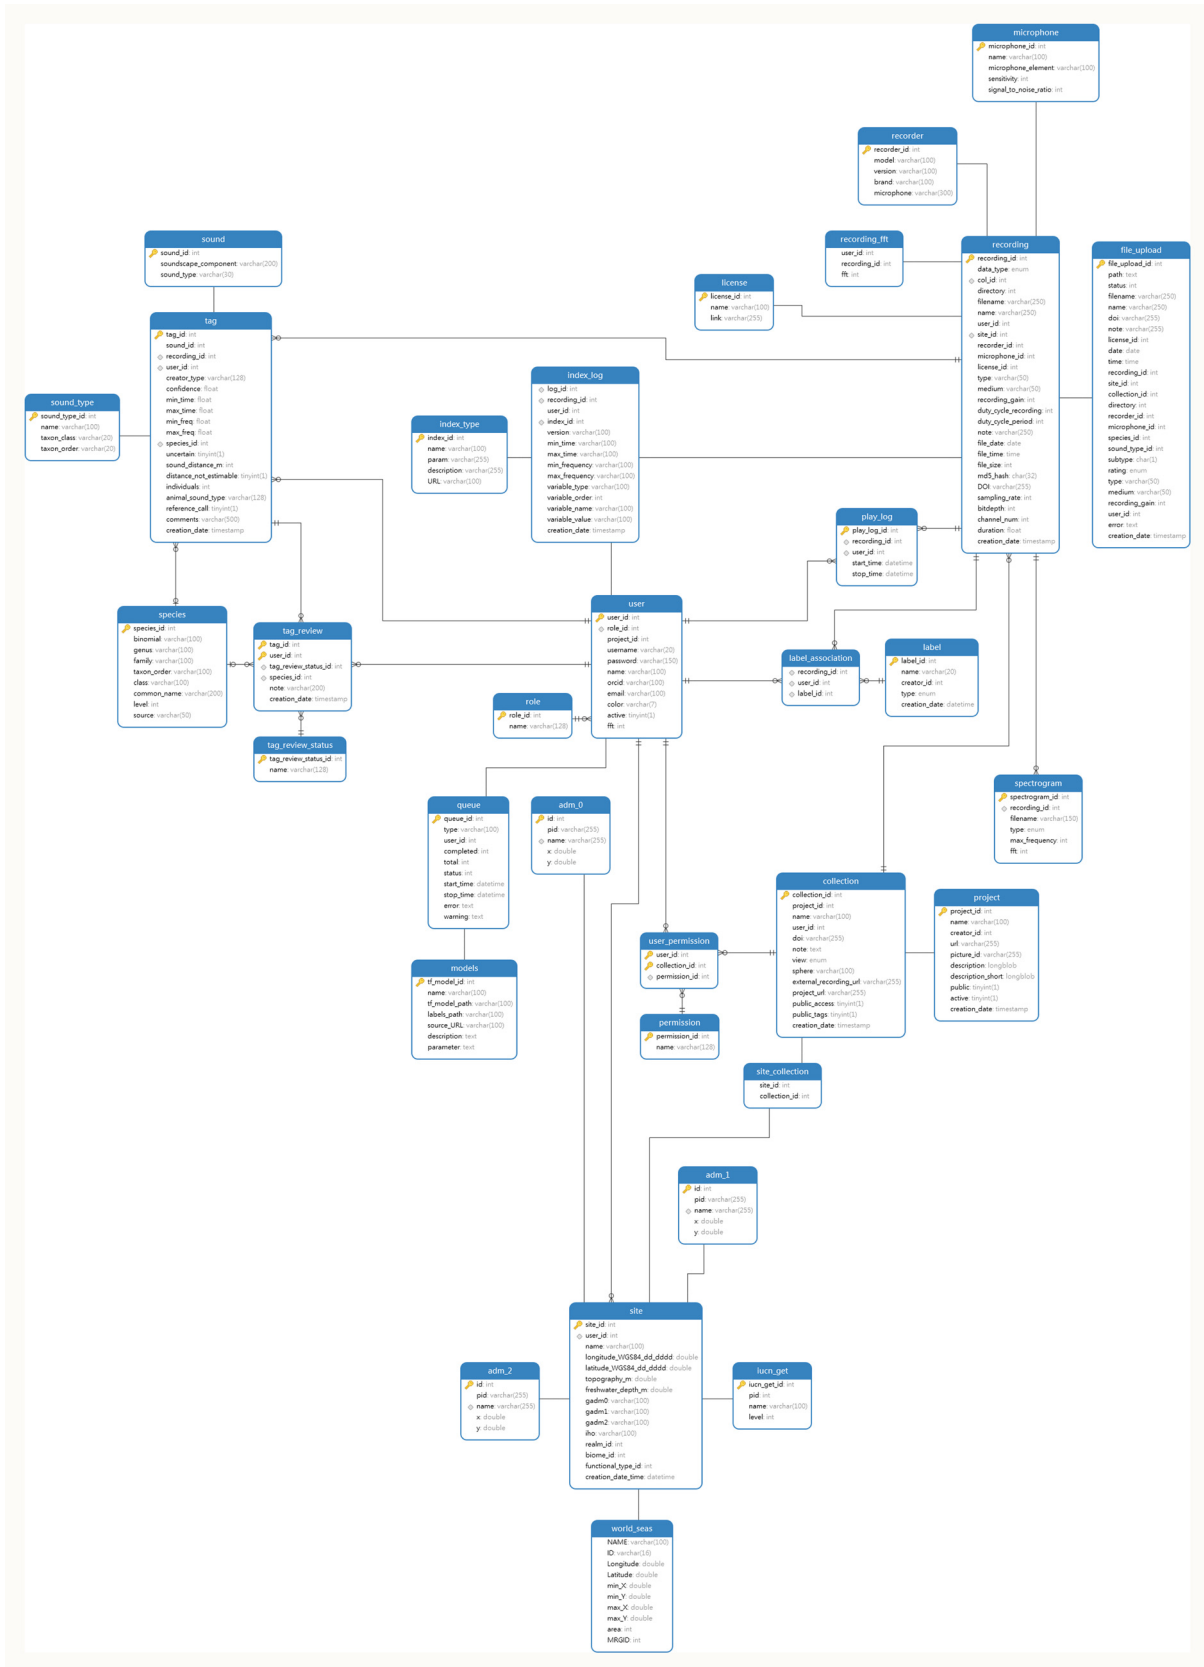 microphone
microphone_id: int
name: varchar(100)
microphone_element: varchar(100)
sensitivity: int
signal_to_noise_ratio: int
recorder
recorder_id: int
model: varchar(100)
version: varchar(100)
brand: varchar(100)
microphone: varchar(300)
sound
sound_id: int
soundscape_component: varchar(200)
sound_type: varchar(30)
recording_fft
user_id: int
recording_id: int
fft: int
recording
recording_id: int
data_type: enum
col_id: int
directory: int
filename: varchar(250)
name: varchar(250)
user_id: int
site_id: int
recorder_id: int
microphone_id: int
license_id: int
type: varchar(50)
medium: varchar(50)
recording_gain: int
duty_cycle_recording: int
duty_cycle_period: int
note: varchar(250)
file_date: date
file_time: time
file_size: int
md5_hash: char(32)
DOI: varchar(255)
sampling_rate: int
bitdepth: int
channel_num: int
duration: float
creation_date: timestamp
file_upload
file_upload_id: int
path: text
status: int
filename: varchar(250)
name: varchar(250)
doi: varchar(255)
note: varchar(255)
license_id: int
date: date
time: time
recording_id: int
site_id: int
collection_id: int
directory: int
recorder_id: int
microphone_id: int
species_id: int
sound_type_id: int
subtype: char(1)
rating: enum
type: varchar(50)
medium: varchar(50)
recording_gain: int
user_id: int
error: text
creation_date: timestamp
license
license_id: int
name: varchar(100)
link: varchar(255)
tag
tag_id: int
sound_id: int
recording_id: int
user_id: int
creator_type: varchar(128)
confidence: float
min_time: float
max_time: float
min_freq: float
max_freq: float
species_id: int
uncertain: tinyint(1)
sound_distance_m: int
distance_not_estimable: tinyint(1)
individuals: int
animal_sound_type: varchar(128)
reference_call: tinyint(1)
comments: varchar(500)
creation_date: timestamp
sound_type
sound_type_id: int
name: varchar(100)
taxon_class: varchar(20)
taxon_order: varchar(20)
index_log
log_id: int
recording_id: int
user_id: int
index_id: int
version: varchar(100)
min_time: varchar(100)
max_time: varchar(100)
min_frequency: varchar(100)
max_frequency: varchar(100)
variable_type: varchar(100)
variable_order: int
variable_name: varchar(100)
variable_value: varchar(100)
creation_date: timestamp
index_type
index_id: int
name: varchar(100)
param: varchar(255)
description: varchar(255)
URL: varchar(100)
play_log
play_log_id: int
recording_id: int
user_id: int
start_time: datetime
stop_time: datetime
species
species_id: int
binomial: varchar(100)
genus: varchar(100)
family: varchar(100)
taxon_order: varchar(100)
class: varchar(100)
common_name: varchar(200)
level: int
source: varchar(50)
tag_review
tag_id: int
user_id: int
tag_review_status_id: int
species_id: int
note: varchar(200)
creation_date: timestamp
user
user_id: int
role_id: int
project_id: int
username: varchar(20)
password: varchar(150)
name: varchar(100)
orcid: varchar(100)
email: varchar(100)
color: varchar(7)
active: tinyint(1)
fft: int
label_association
recording_id: int
user_id: int
label_id: int
label
label_id: int
name: varchar(20)
creator_id: int
type: enum
creation_date: datetime
role
role_id: int
name: varchar(128)
tag_review_status
tag_review_status_id: int
name: varchar(128)
spectrogram
spectrogram_id: int
recording_id: int
filename: varchar(150)
type: enum
max_frequency: int
fft: int
queue
queue_id: int
type: varchar(100)
user_id: int
completed: int
total: int
status: int
start_time: datetime
stop_time: datetime
error: text
warning: text
adm_0
id: int
pid: varchar(255)
name: varchar(255)
x: double
y: double
collection
collection_id: int
project_id: int
name: varchar(100)
user_id: int
doi: varchar(255)
note: text
view: enum
sphere: varchar(100)
external_recording_url: varchar(255)
project_url: varchar(255)
public_access: tinyint(1)
public_tags: tinyint(1)
creation_date: timestamp
project
project_id: int
name: varchar(100)
creator_id: int
url: varchar(255)
picture_id: varchar(255)
description: longblob
description_short: longblob
public: tinyint(1)
active: tinyint(1)
creation_date: timestamp
user_permission
user_id: int
collection_id: int
permission_id: int
models
tf_model_id: int
name: varchar(100)
tf_model_path: varchar(100)
labels_path: varchar(100)
source_URL: varchar(100)
description: text
parameter: text
permission
permission_id: int
name: varchar(128)
site_collection
site_id: int
collection_id: int
adm_1
id: int
pid: varchar(255)
name: varchar(255)
x: double
y: double
site
site_id: int
user_id: int
name: varchar(100)
longitude_WGS84_dd_dddd: double
latitude_WGS84_dd_dddd: double
topography_m: double
freshwater_depth_m: double
gadm0: varchar(100)
gadm1: varchar(100)
gadm2: varchar(100)
iho: varchar(100)
realm_id: int
biome_id: int
functional_type_id: int
creation_date_time: datetime
adm_2
id: int
pid: varchar(255)
name: varchar(255)
x: double
y: double
iucn_get
iucn_get_id: int
pid: int
name: varchar(100)
level: int
world_seas
NAME: varchar(100)
ID: varchar(16)
Longitude: double
Latitude: double
min_X: double
min_Y: double
max_X: double
max_Y: double
area: int
MRGID: int